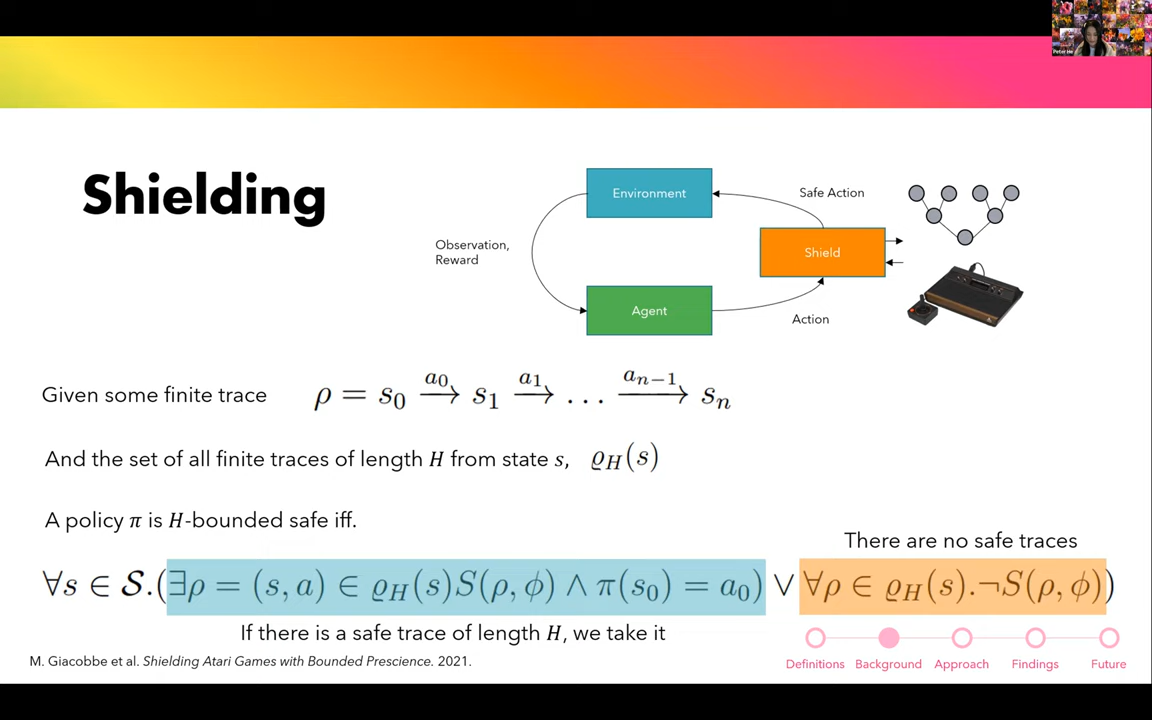 Peter He
Shielding
Environment
Safe Action
Observation,
Reward
Shield
Agent
Action
Given some finite trace ρ = s₀ —a₀→ s₁ —a₁→ … —aₙ₋₁→ sₙ
And the set of all finite traces of length H from state s, ϱ_H(s)
A policy π is H-bounded safe iff.
There are no safe traces
∀s ∈ 𝒮.(∃ρ = (s, a) ∈ ϱ_H(s)S(ρ, ϕ) ∧ π(s₀) = a₀) ∨ ∀ρ ∈ ϱ_H(s).¬S(ρ, ϕ))
If there is a safe trace of length H, we take it
M. Giacobbe et al. Shielding Atari Games with Bounded Prescience. 2021.
Definitions Background Approach Findings Future